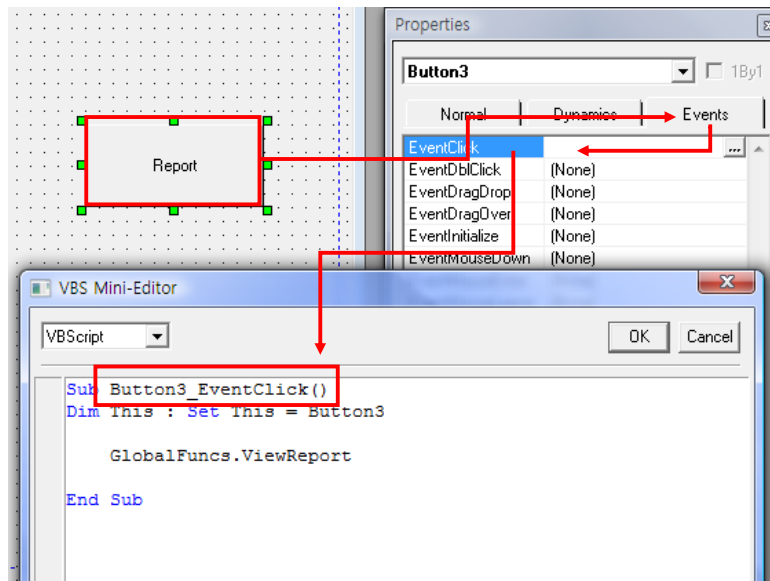 Properties
Button3
1By1
Normal
Dynamics
Events
Report
EventClick
...
EventDblClick (None)
EventDragDrop (None)
EventDragOver (None)
EventInitialize (None)
EventMouseDown (None)
VBS Mini-Editor
VBScript
OK
Cancel
Sub Button3_EventClick()
Dim This : Set This = Button3
GlobalFuncs.ViewReport
End Sub